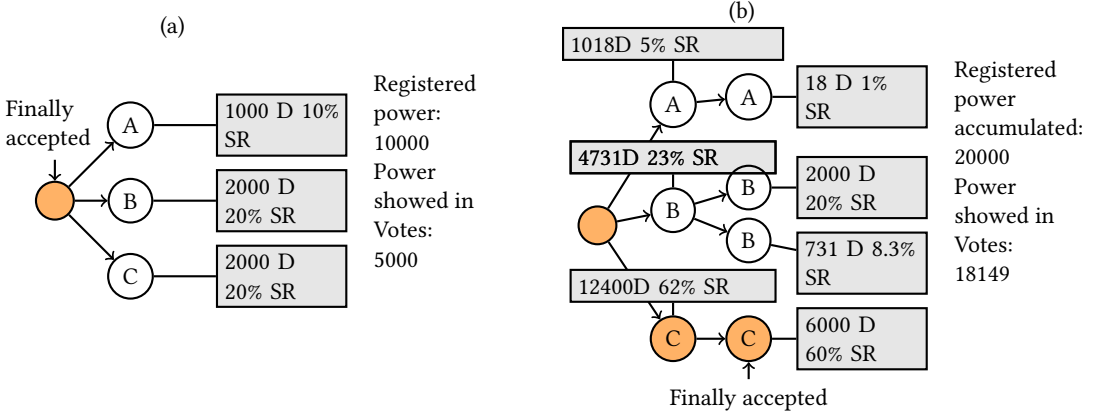 (a)
Finally
accepted
A
1000 D 10%
SR
B
2000 D
20% SR
C
2000 D
20% SR
Registered
power:
10000
Power
showed in
Votes:
5000
(b)
1018D 5% SR
A
A
18 D 1%
SR
4731D 23% SR
B
B
2000 D
20% SR
B
731 D 8.3%
SR
12400D 62% SR
C
C
6000 D
60% SR
Finally accepted
Registered
power
accumulated:
20000
Power
showed in
Votes:
18149